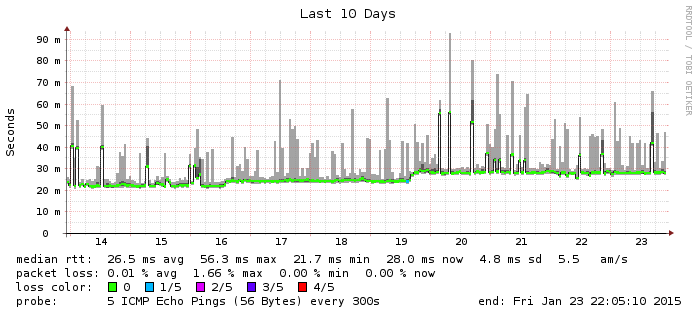 Last 10 Days
RRDTOOL / TOBI OETIKER
Seconds
90 m
80 m
70 m
60 m
50 m
40 m
30 m
20 m
10 m
0
14 15 16 17 18 19 20 21 22 23
median rtt: 26.5 ms avg 56.3 ms max 21.7 ms min 28.0 ms now 4.8 ms sd 5.5 am/s
packet loss: 0.01 % avg 1.66 % max 0.00 % min 0.00 % now
loss color: 0 1/5 2/5 3/5 4/5
probe: 5 ICMP Echo Pings (56 Bytes) every 300s end: Fri Jan 23 22:05:10 2015